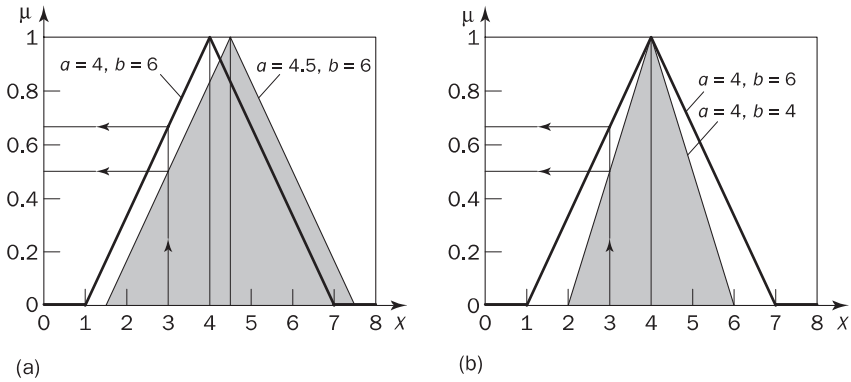 μ
1
0.8
0.6
0.4
0.2
0
0 1 2 3 4 5 6 7 8 X
a = 4, b = 6
a = 4.5, b = 6
(a)
μ
1
0.8
0.6
0.4
0.2
0
0 1 2 3 4 5 6 7 8 X
a = 4, b = 6
a = 4, b = 4
(b)